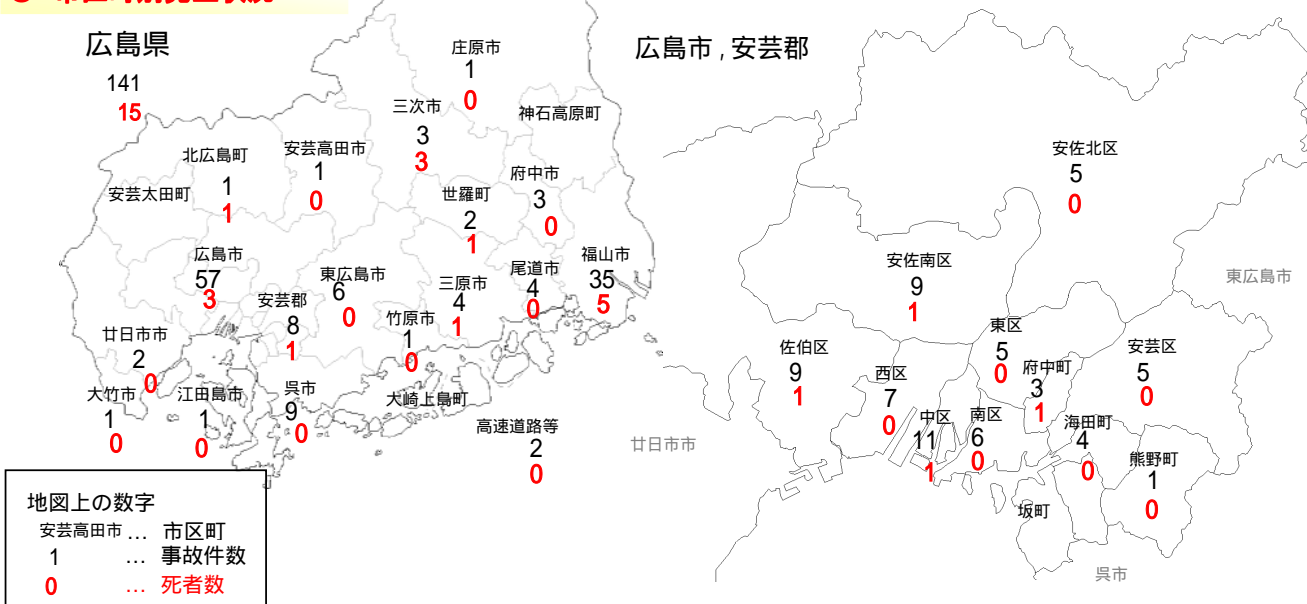 広島県
141
15
庄原市
1
0
三次市
3
3
神石高原町
北広島町
1
1
安芸高田市
1
0
安芸太田町
府中市
3
0
世羅町
2
1
広島市
57
3
東広島市
6
0
安芸郡
8
1
三原市
4
1
尾道市
4
0
福山市
35
5
竹原市
1
0
廿日市市
2
0
大竹市
1
0
江田島市
1
0
呉市
9
0
大崎上島町
高速道路等
2
0
地図上の数字
安芸高田市 … 市区町
1 … 事故件数
0 … 死者数
広島市 , 安芸郡
安佐北区
5
0
安佐南区
9
1
東広島市
東区
5
0
安芸区
5
0
佐伯区
9
1
西区
7
0
府中町
3
1
中区
11
1
南区
6
0
海田町
4
0
熊野町
1
0
廿日市市
坂町
呉市